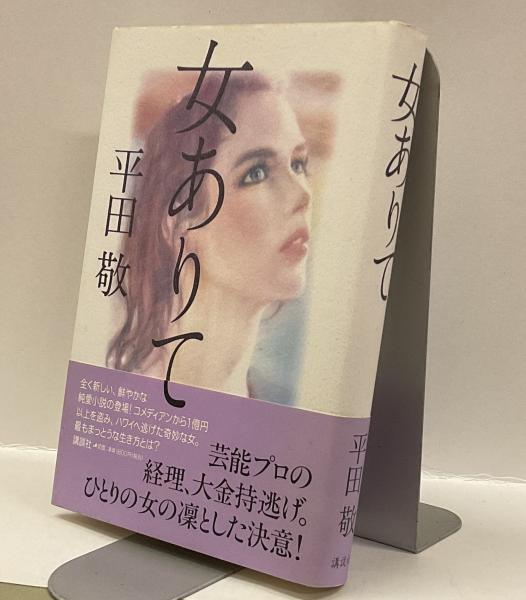 女ありて
平田 敬
全く新しい、鮮やかな
純愛小説の登場!コメディアンから1億円
以上を盗み、ハワイへ逃げた奇妙な女。
最もまっとうな生き方とは?
講談社
芸能プロの
経理、大金持逃げ。
ひとりの女の凛とした決意!
女ありて
平田 敬